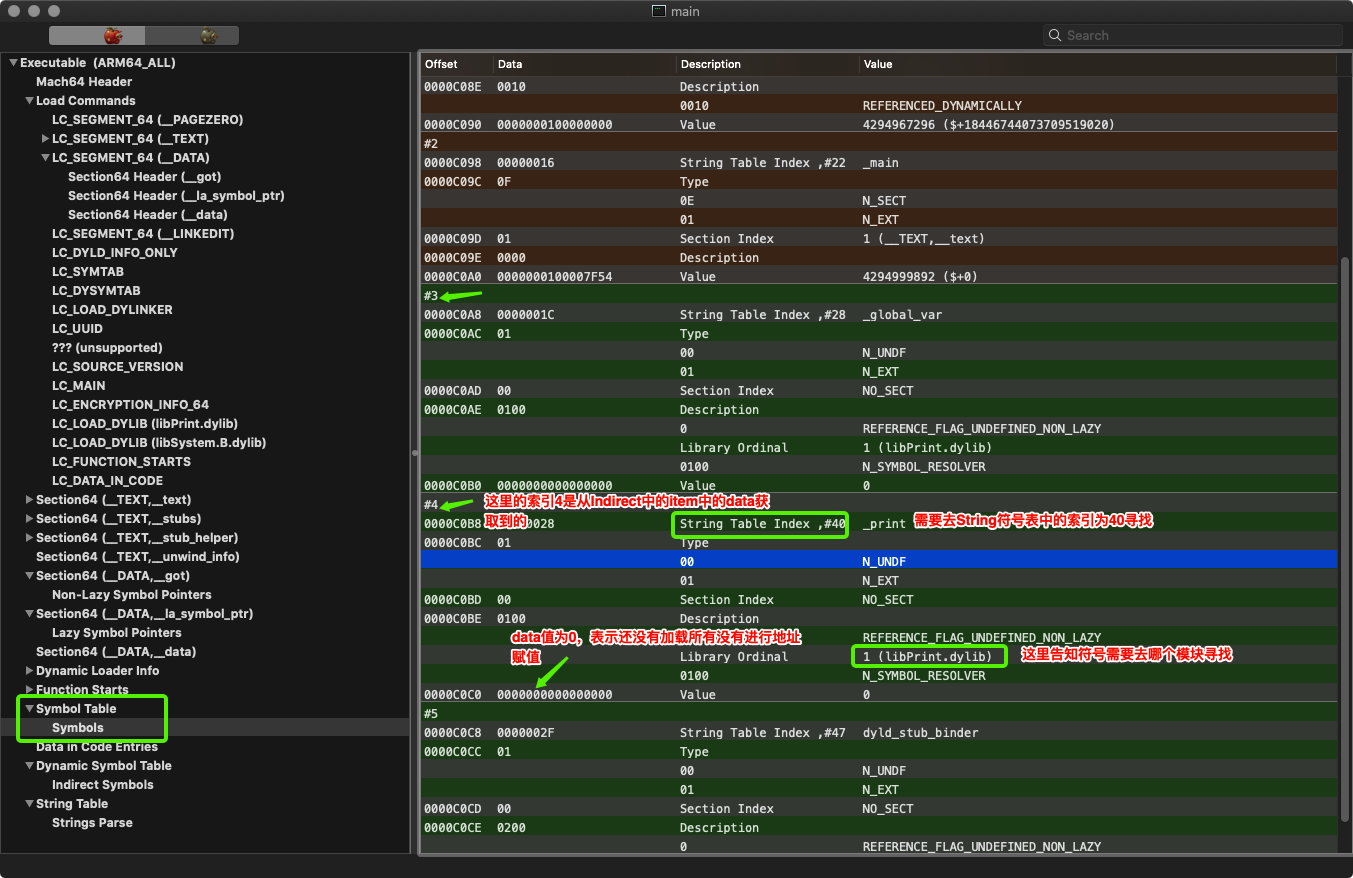 main
Search
Executable (ARM64_ALL)
Mach64 Header
Load Commands
LC_SEGMENT_64 (__PAGEZERO)
LC_SEGMENT_64 (__TEXT)
LC_SEGMENT_64 (__DATA)
Section64 Header (__got)
Section64 Header (__la_symbol_ptr)
Section64 Header (__data)
LC_SEGMENT_64 (__LINKEDIT)
LC_DYLD_INFO_ONLY
LC_SYMTAB
LC_DYSYMTAB
LC_LOAD_DYLINKER
LC_UUID
??? (unsupported)
LC_SOURCE_VERSION
LC_MAIN
LC_ENCRYPTION_INFO_64
LC_LOAD_DYLIB (libPrint.dylib)
LC_LOAD_DYLIB (libSystem.B.dylib)
LC_FUNCTION_STARTS
LC_DATA_IN_CODE
Section64 (__TEXT,__text)
Section64 (__TEXT,__stubs)
Section64 (__TEXT,__stub_helper)
Section64 (__TEXT,__unwind_info)
Section64 (__DATA,__got)
Non-Lazy Symbol Pointers
Section64 (__DATA,__la_symbol_ptr)
Lazy Symbol Pointers
Section64 (__DATA,__data)
Dynamic Loader Info
Function Starts
Symbol Table
Symbols
Data in Code Entries
Dynamic Symbol Table
Indirect Symbols
String Table
Strings Parse
Offset Data Description Value
0000C08E 0010 Description
0010 REFERENCED_DYNAMICALLY
0000C090 0000000100000000 Value 4294967296 ($+18446744073709519020)
#2
0000C098 00000016 String Table Index ,#22 _main
0000C09C 0F Type
0E N_SECT
01 N_EXT
0000C09D 01 Section Index 1 (__TEXT,__text)
0000C09E 0000 Description
0000C0A0 0000000100007F54 Value 4294999892 ($+0)
#3
0000C0A8 0000001C String Table Index ,#28 _global_var
0000C0AC 01 Type
00 N_UNDF
01 N_EXT
0000C0AD 00 Section Index NO_SECT
0000C0AE 0100 Description
0 REFERENCE_FLAG_UNDEFINED_NON_LAZY
Library Ordinal 1 (libPrint.dylib)
0100 N_SYMBOL_RESOLVER
0000C0B0 0000000000000000 Value 0
#4 这里的索引4是从Indirect中的item中的data获
取到的
0000C0B8 0028 String Table Index ,#40 _print 需要去String符号表中的索引为40寻找
0000C0BC 01 Type
00 N_UNDF
01 N_EXT
0000C0BD 00 Section Index NO_SECT
0000C0BE 0100 Description
data值为0，表示还没有加载所有没有进行地址
赋值
0 REFERENCE_FLAG_UNDEFINED_NON_LAZY
Library Ordinal 1 (libPrint.dylib) 这里告知符号需要去哪个模块寻找
0100 N_SYMBOL_RESOLVER
0000C0C0 0000000000000000 Value 0
#5
0000C0C8 0000002F String Table Index ,#47 dyld_stub_binder
0000C0CC 01 Type
00 N_UNDF
01 N_EXT
0000C0CD 00 Section Index NO_SECT
0000C0CE 0200 Description
0 REFERENCE_FLAG_UNDEFINED_NON_LAZY